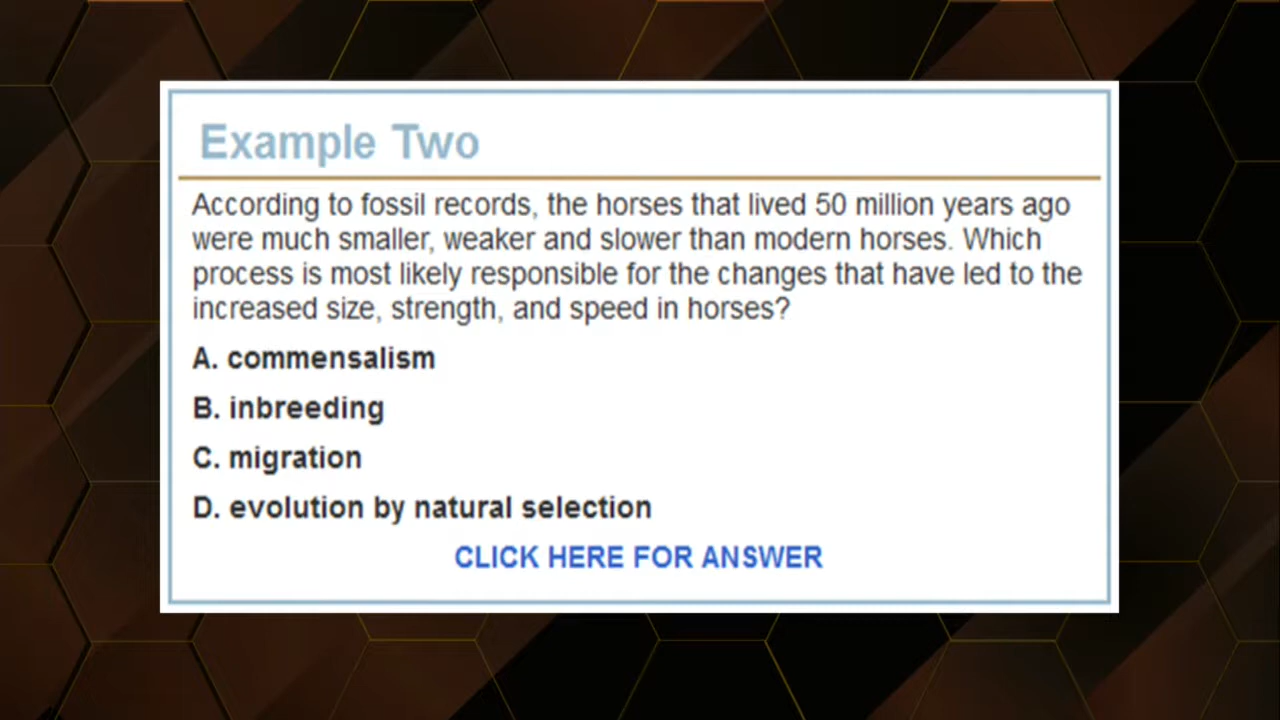 Example Two
According to fossil records, the horses that lived 50 million years ago
were much smaller, weaker and slower than modern horses. Which
process is most likely responsible for the changes that have led to the
increased size, strength, and speed in horses?
A. commensalism
B. inbreeding
C. migration
D. evolution by natural selection
CLICK HERE FOR ANSWER